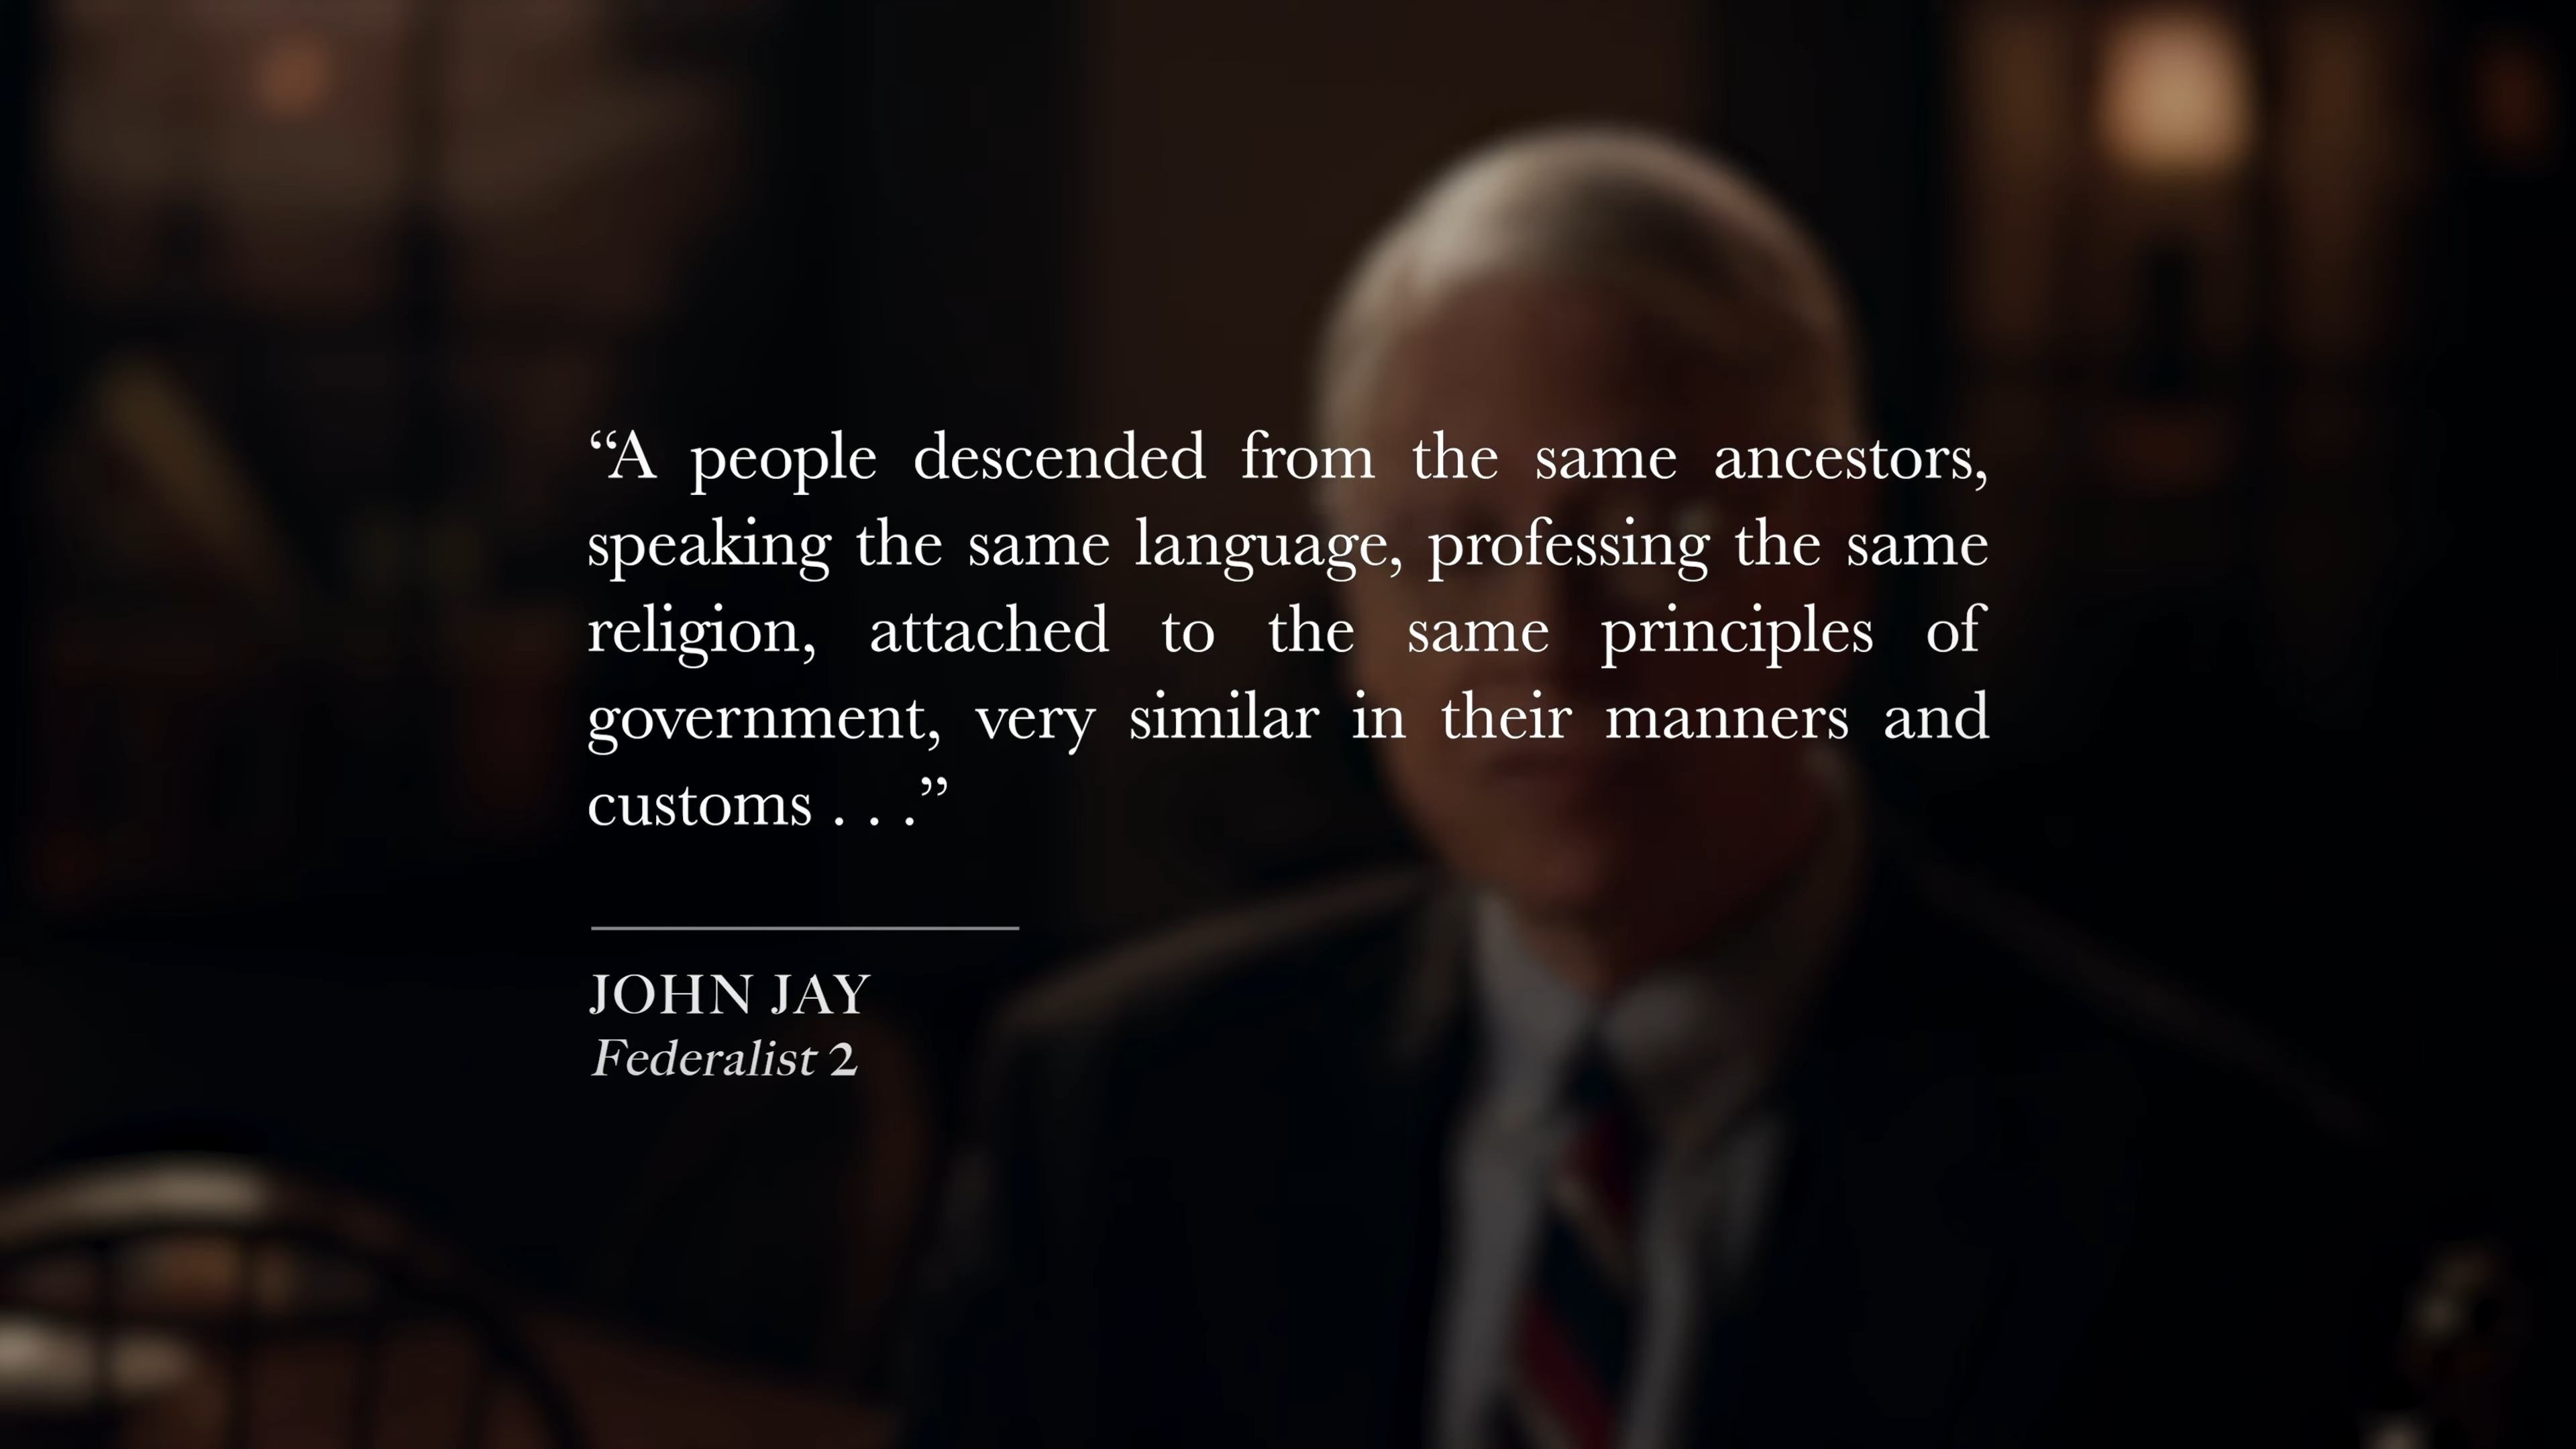 “A people descended from the same ancestors,
speaking the same language, professing the same
religion, attached to the same principles of
government, very similar in their manners and
customs . . .”
JOHN JAY
Federalist 2